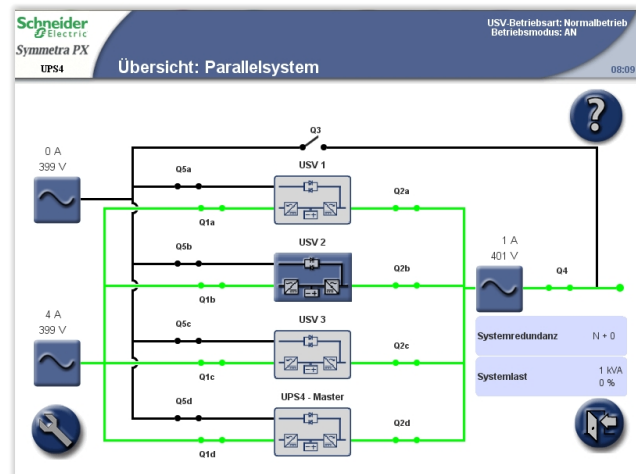 Schneider
Electric
Symmetra PX
UPS4
Übersicht: Parallelsystem
USV-Betriebsart: Normalbetrieb
Betriebsmodus: AN
08:09
?
Q3
0 A
399 V
Q5a
USV 1
Q2a
Q1a
Q5b
USV 2
Q2b
Q1b
1 A
401 V
Q4
4 A
399 V
Q5c
USV 3
Q2c
Q1c
Systemredundanz N + 0
Systemlast 1 kVA
0 %
Q5d
UPS4 - Master
Q2d
Q1d